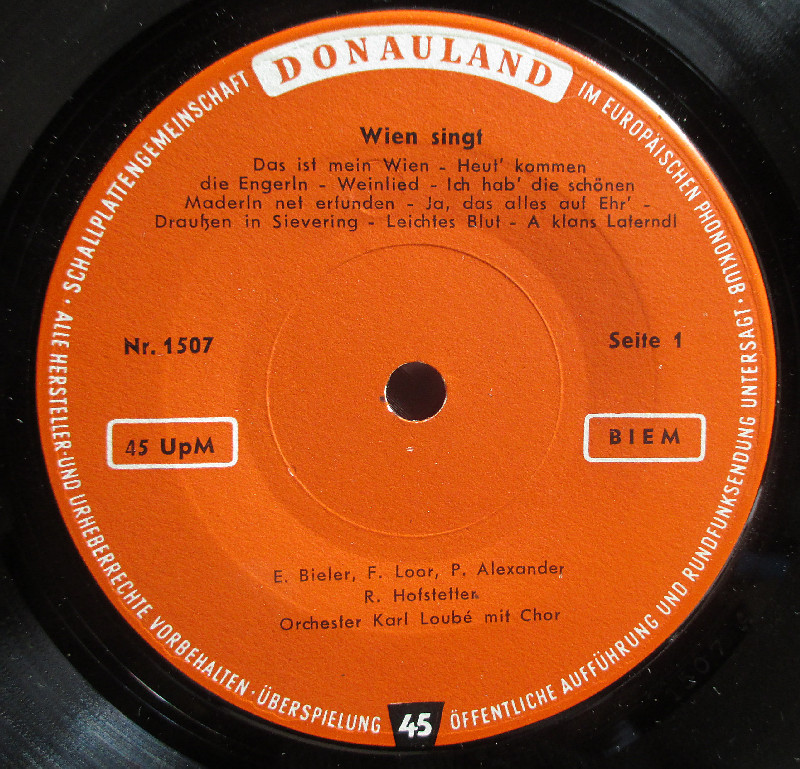 DONAULAND
SCHALLPLATTENGEMEINSCHAFT
IM EUROPÄISCHEN PHONOKLUB ·
Wien singt
Das ist mein Wien - Heut' kommen
die Engerln - Weinlied - Ich hab' die schönen
Maderln net erfunden - Ja, das alles auf Ehr' -
Draußen in Sievering - Leichtes Blut - A klans Laterndl
Nr. 1507
Seite 1
45 UpM
BIEM
E. Bieler, F. Loor, P. Alexander
R. Hofstetter
Orchester Karl Loubé mit Chor
· ALLE HERSTELLER-UND URHEBERRECHTE VORBEHALTEN · ÜBERSPIELUNG
45
ÖFFENTLICHE AUFFÜHRUNG UND RUNDFUNKSENDUNG UNTERSAGT ·